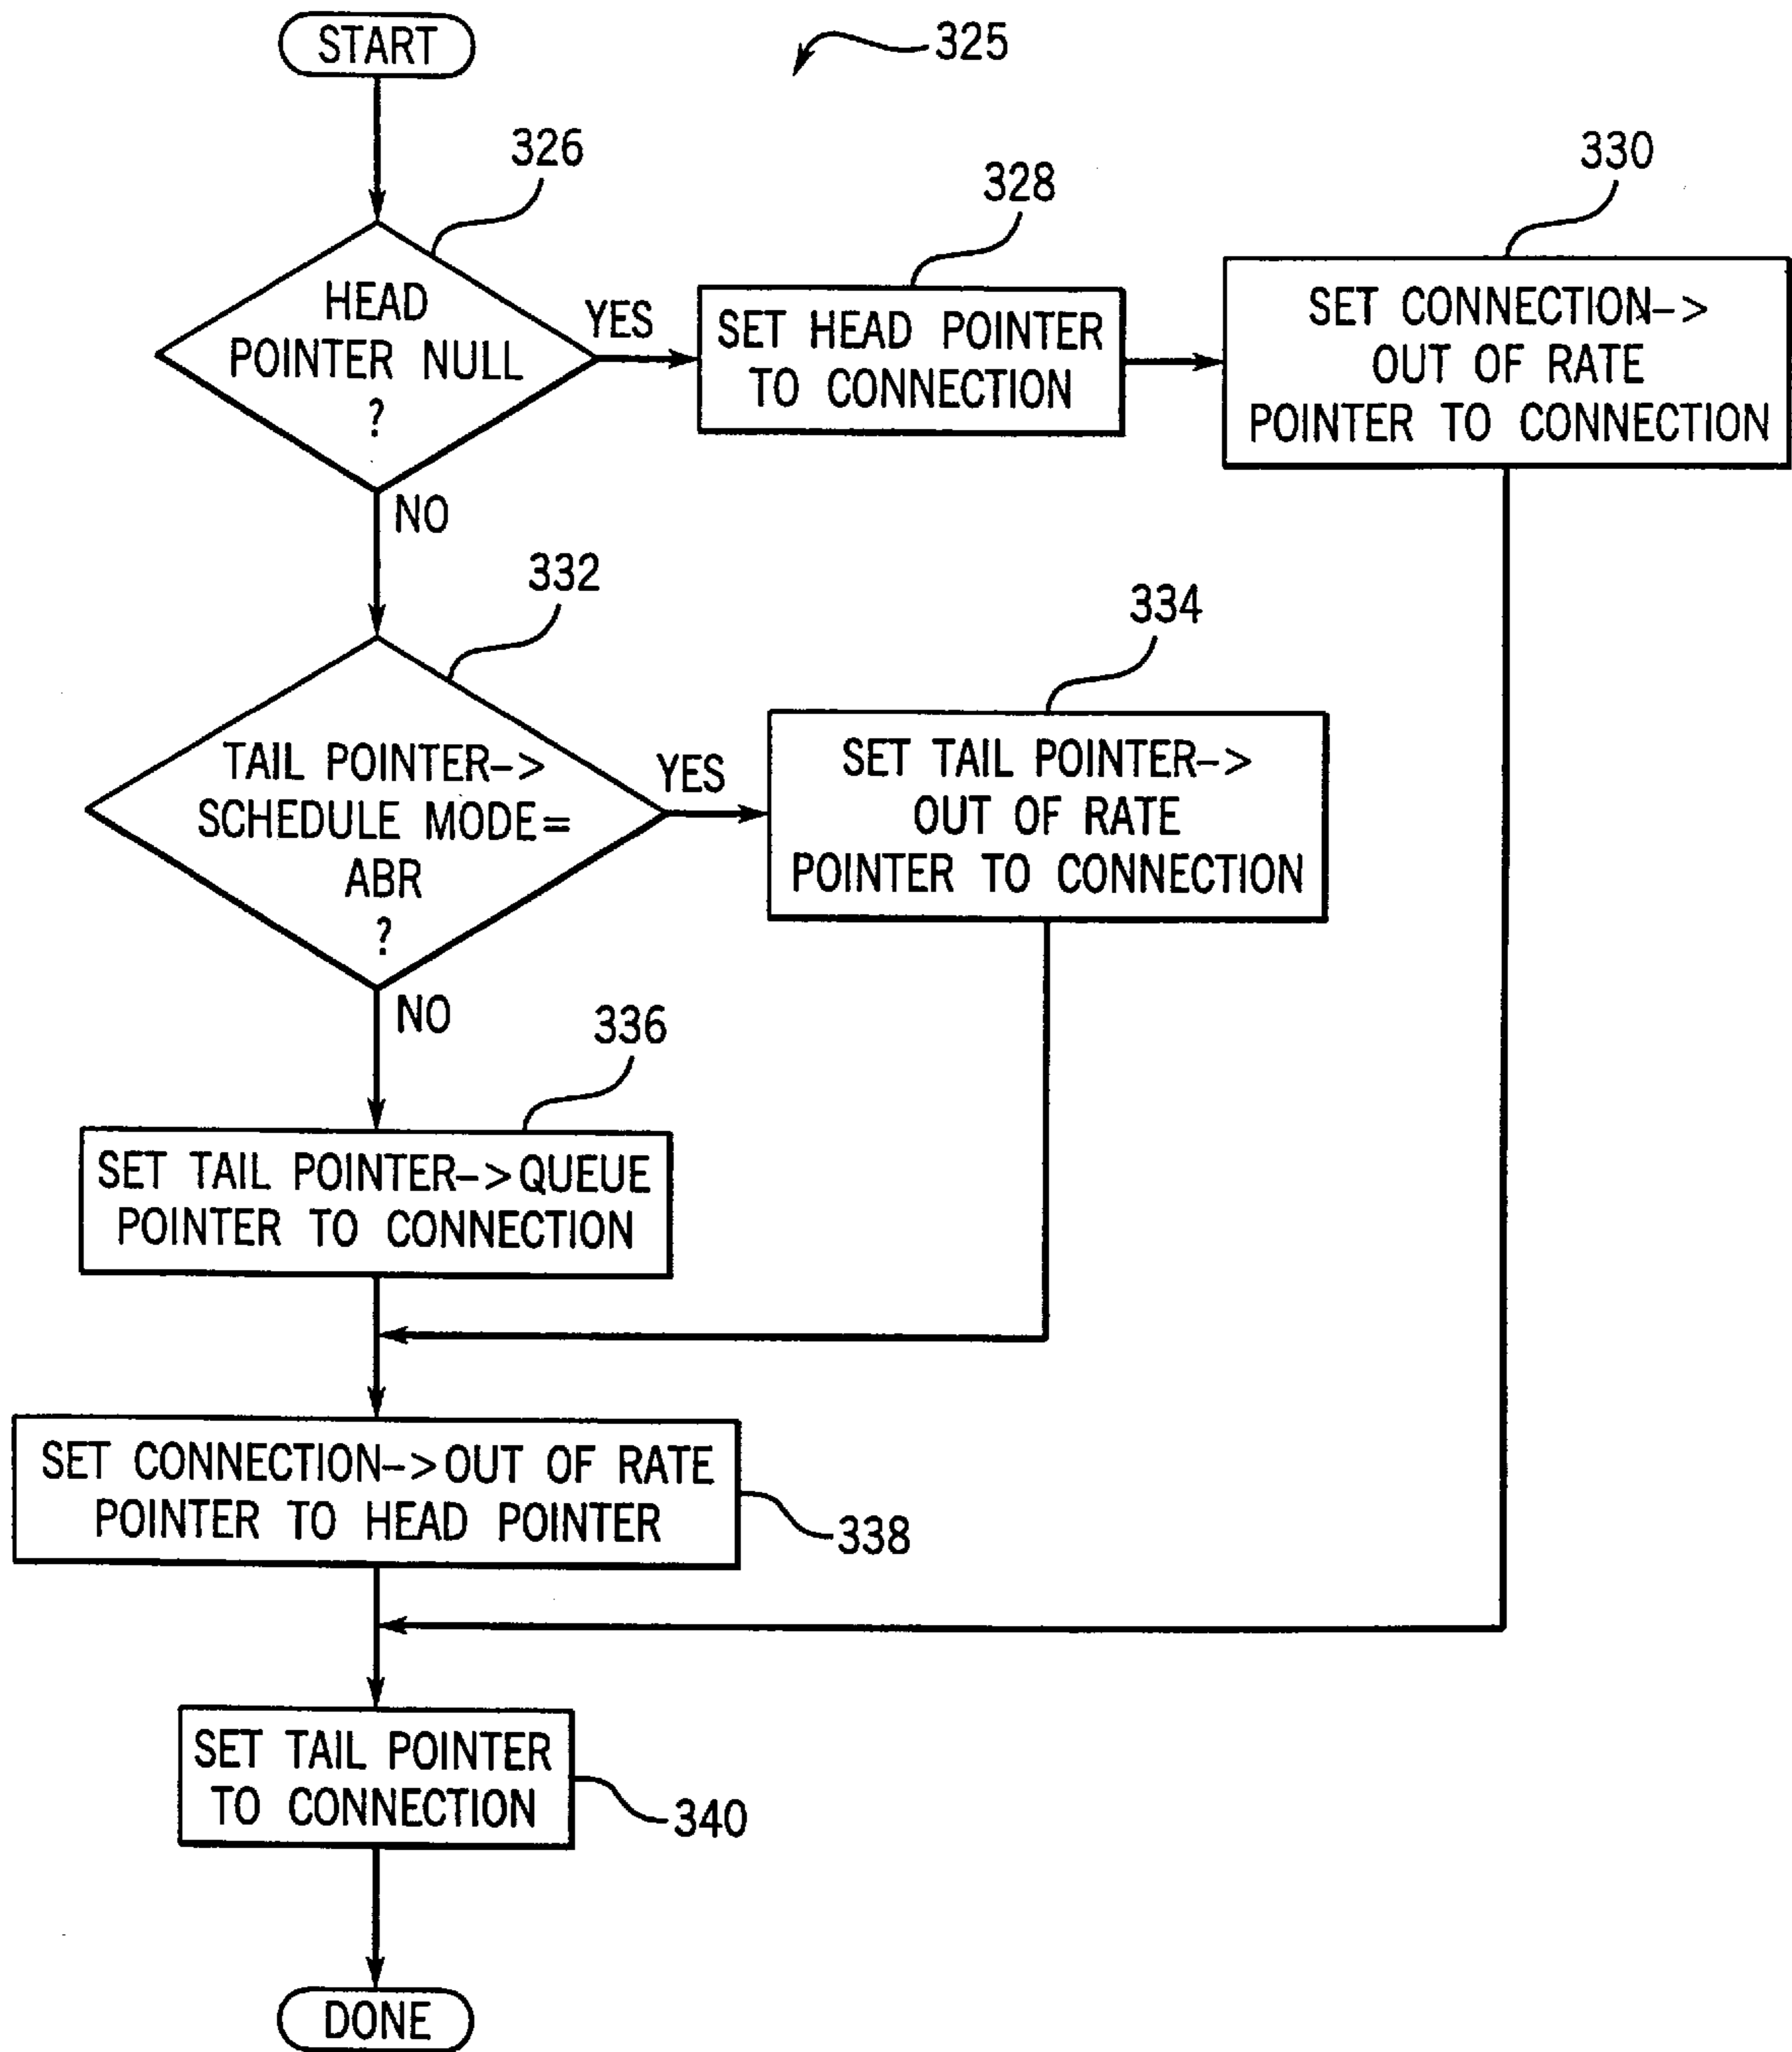 START
325
326
328
330
HEAD
POINTER NULL
?
YES
SET HEAD POINTER
TO CONNECTION
SET CONNECTION->
OUT OF RATE
POINTER TO CONNECTION
NO
332
334
TAIL POINTER->
SCHEDULE MODE=
ABR
?
YES
SET TAIL POINTER->
OUT OF RATE
POINTER TO CONNECTION
NO
336
SET TAIL POINTER->QUEUE
POINTER TO CONNECTION
SET CONNECTION->OUT OF RATE
POINTER TO HEAD POINTER
338
SET TAIL POINTER
TO CONNECTION
340
DONE